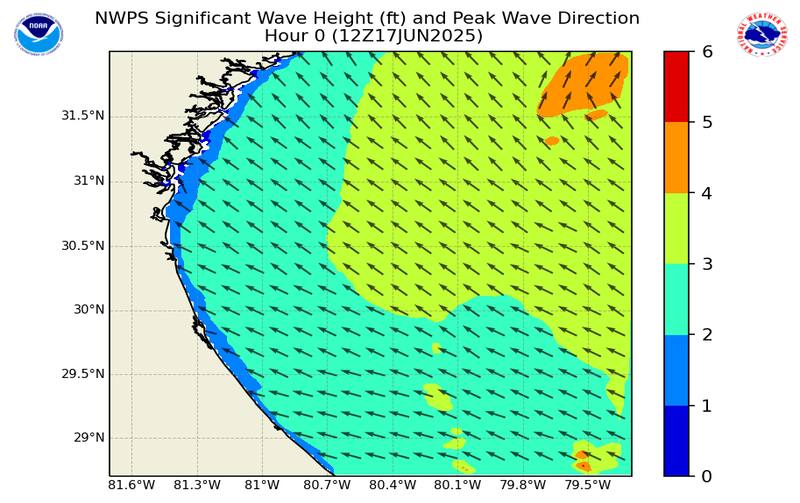 NWPS Significant Wave Height (ft) and Peak Wave Direction
Hour 0 (12Z17JUN2025)
NOAA
NATIONAL WEATHER SERVICE
31.5°N
31°N
30.5°N
30°N
29.5°N
29°N
81.6°W 81.3°W 81°W 80.7°W 80.4°W 80.1°W 79.8°W 79.5°W
6
5
4
3
2
1
0